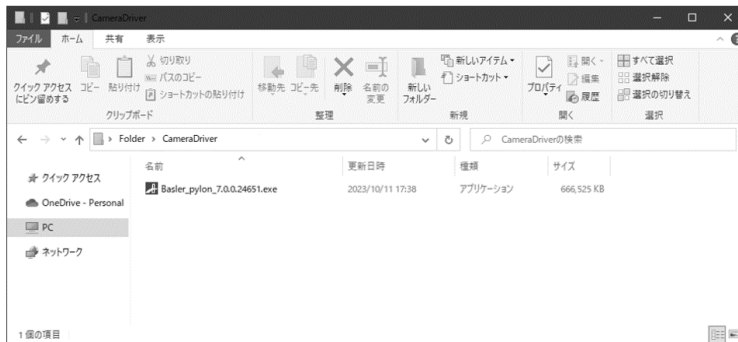 CameraDriver
ファイル ホーム 共有 表示
クイック アクセス
にピン留めする
コピー
貼り付け
切り取り
パスのコピー
ショートカットの貼り付け
クリップボード
移動先
コピー先
削除
名前の
変更
整理
新しい
フォルダー
新しいアイテム
ショートカット
新規
プロパティ
開く
編集
履歴
開く
すべて選択
選択解除
選択の切り替え
選択
Folder › CameraDriver
CameraDriverの検索
名前 更新日時 種類 サイズ
Basler_pylon_7.0.0.24651.exe 2023/10/11 17:38 アプリケーション 666,525 KB
クイック アクセス
OneDrive - Personal
PC
ネットワーク
1 個の項目